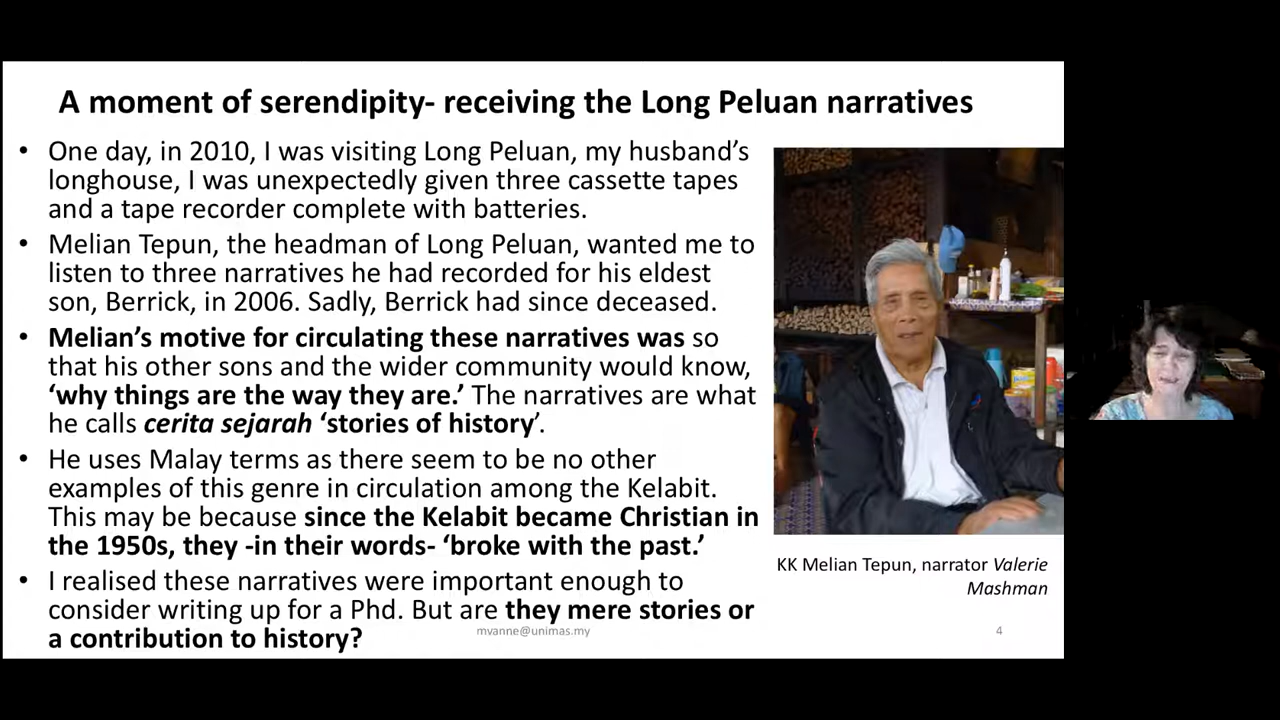 A moment of serendipity- receiving the Long Peluan narratives
• One day, in 2010, I was visiting Long Peluan, my husband’s
longhouse, I was unexpectedly given three cassette tapes
and a tape recorder complete with batteries.
• Melian Tepun, the headman of Long Peluan, wanted me to
listen to three narratives he had recorded for his eldest
son, Berrick, in 2006. Sadly, Berrick had since deceased.
• Melian’s motive for circulating these narratives was so
that his other sons and the wider community would know,
‘why things are the way they are.’ The narratives are what
he calls cerita sejarah ‘stories of history’.
• He uses Malay terms as there seem to be no other
examples of this genre in circulation among the Kelabit.
This may be because since the Kelabit became Christian in
the 1950s, they -in their words- ‘broke with the past.’
• I realised these narratives were important enough to
consider writing up for a Phd. But are they mere stories or
a contribution to history?
KK Melian Tepun, narrator Valerie
Mashman
mvanne@unimas.my
4